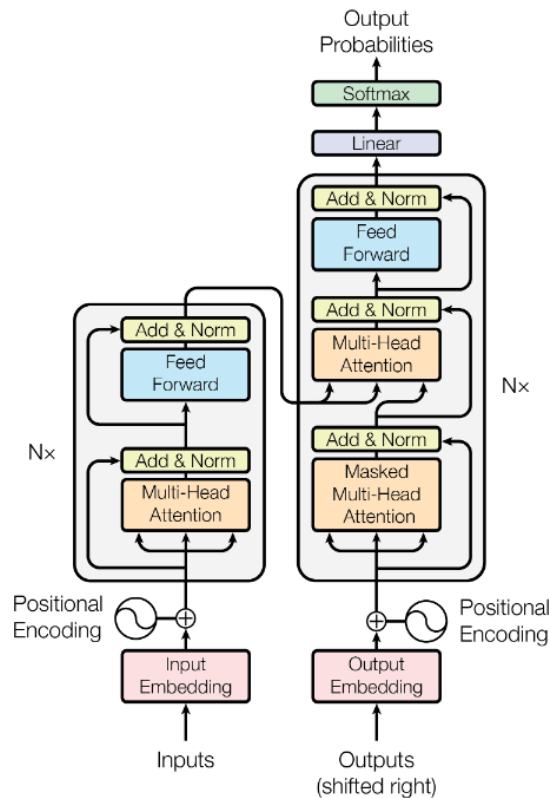 Output
Probabilities
Softmax
Linear
Add & Norm
Feed
Forward
Add & Norm
Multi-Head
Attention
Add & Norm
Masked
Multi-Head
Attention
N×
Positional
Encoding
Output
Embedding
Outputs
(shifted right)
Add & Norm
Feed
Forward
Add & Norm
Multi-Head
Attention
N×
Positional
Encoding
Input
Embedding
Inputs